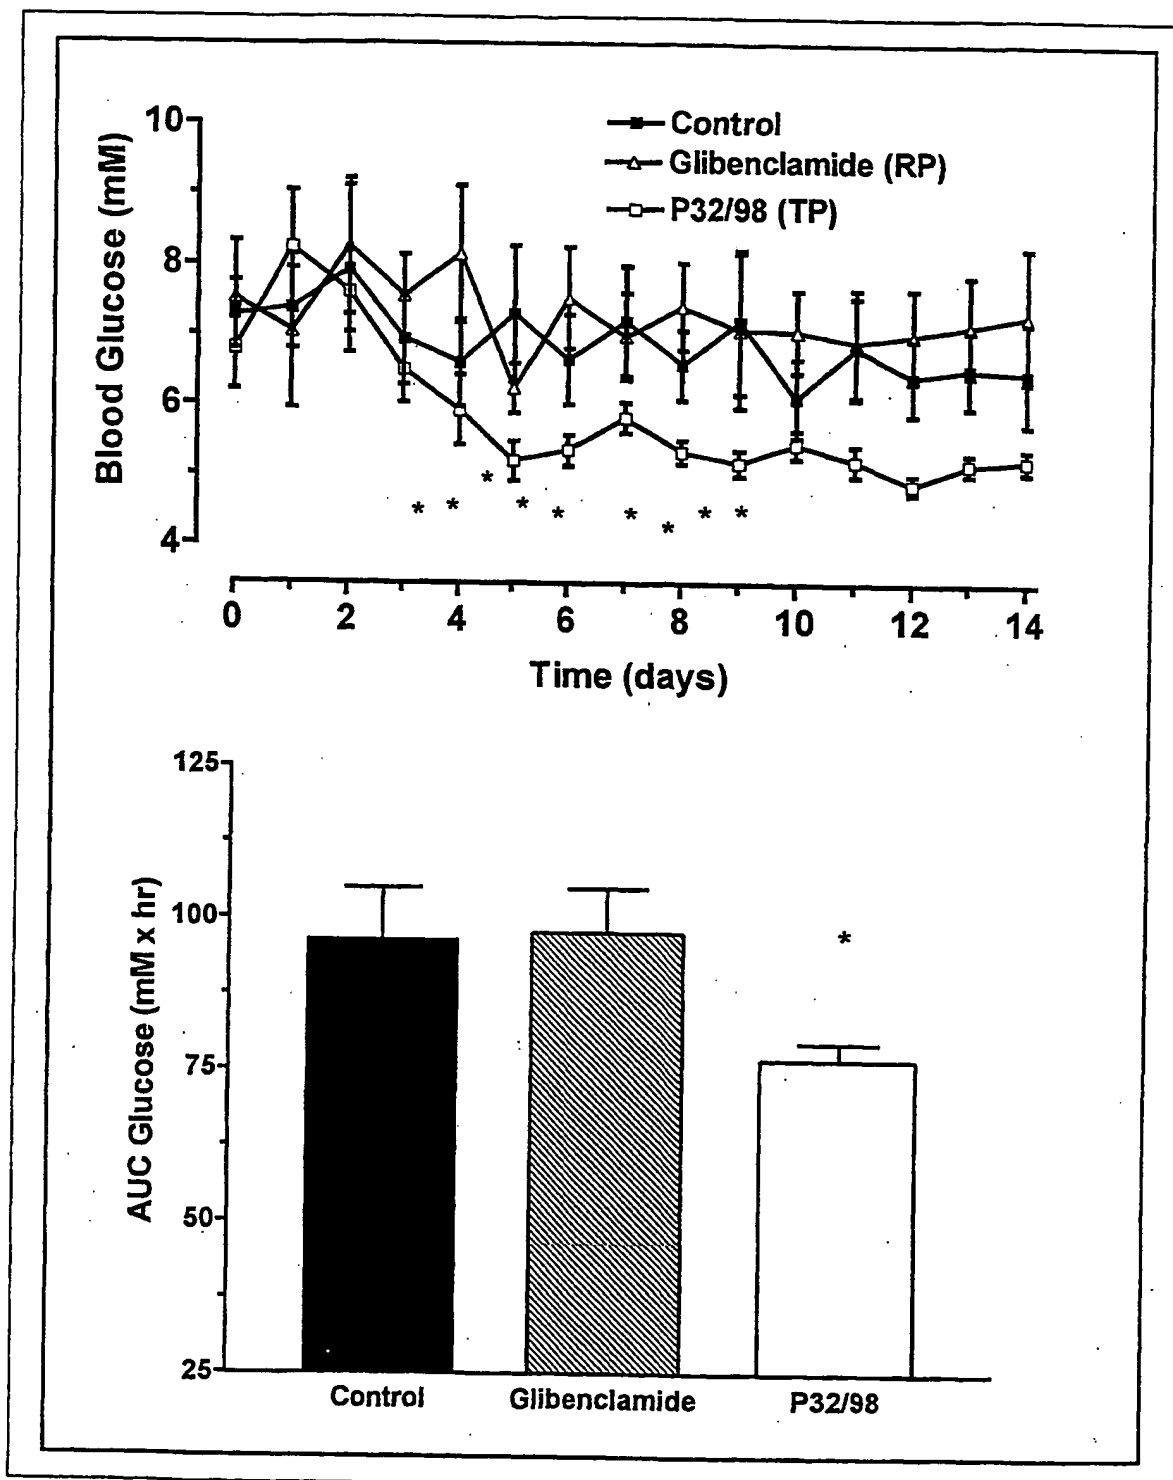 Control
Glibenclamide (RP)
P32/98 (TP)
Blood Glucose (mM)
10
8
6
4
* * * * * * * * *
0 2 4 6 8 10 12 14
Time (days)
AUC Glucose (mM x hr)
125
100
75
50
25
*
Control Glibenclamide P32/98